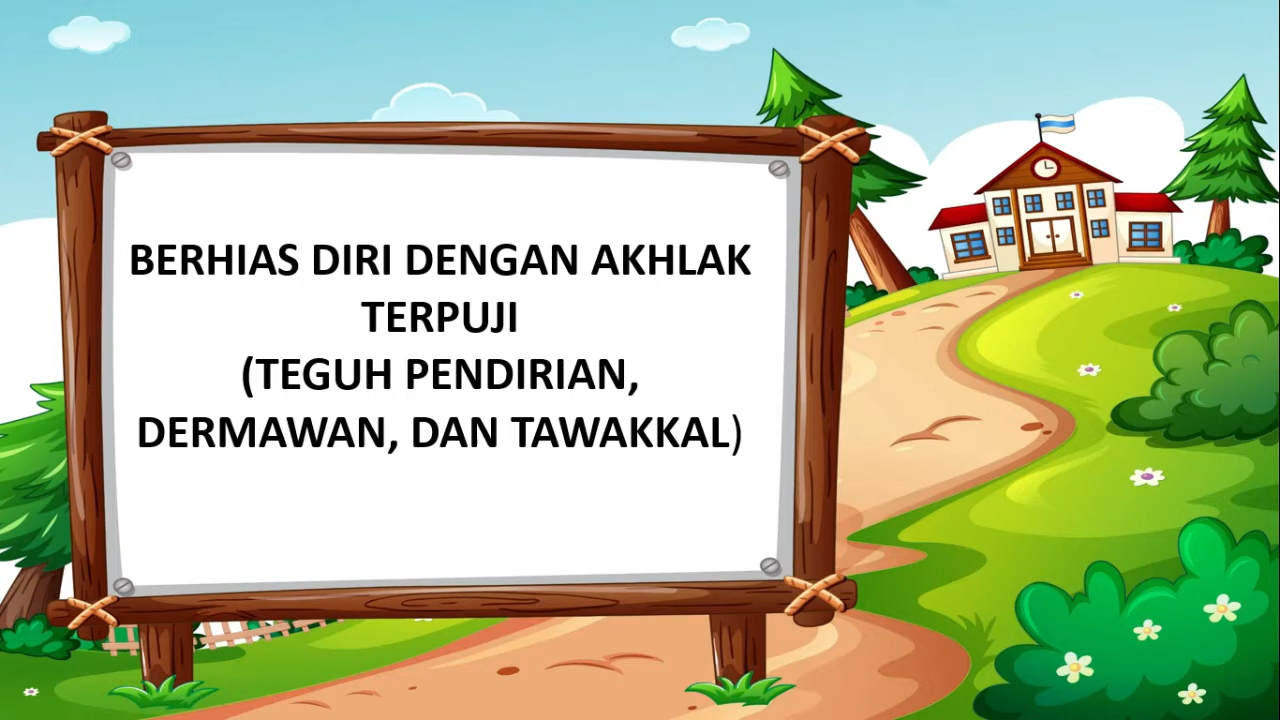 BERHIAS DIRI DENGAN AKHLAK
TERPUJI
(TEGUH PENDIRIAN,
DERMAWAN, DAN TAWAKKAL)